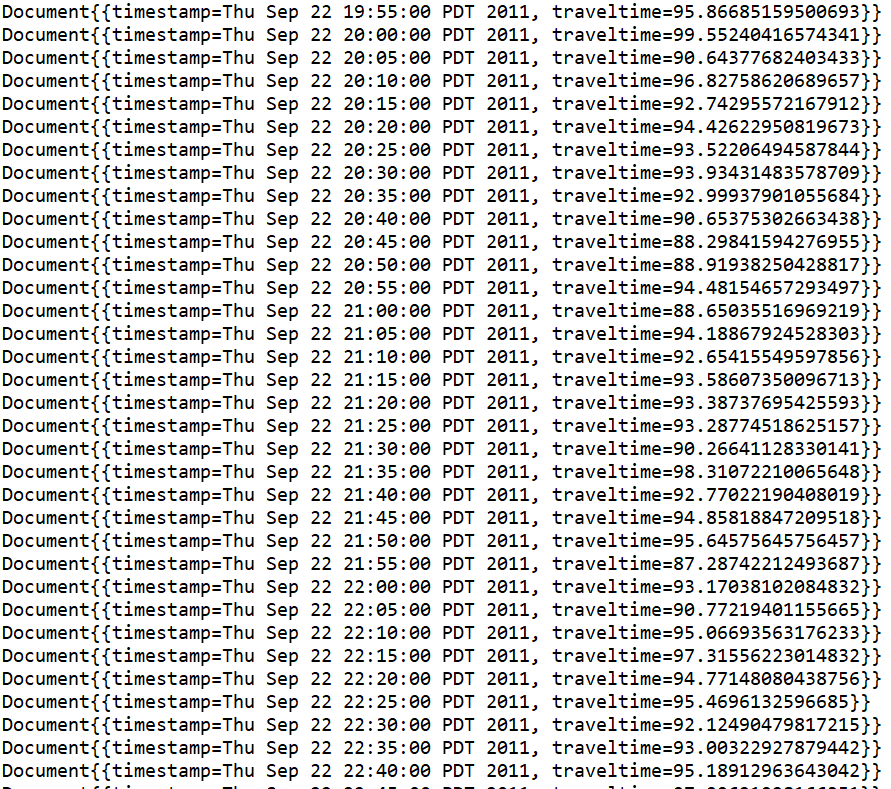 Document{{timestamp=Thu Sep 22 19:55:00 PDT 2011, traveltime=95.86685159500693}}
Document{{timestamp=Thu Sep 22 20:00:00 PDT 2011, traveltime=99.55240416574341}}
Document{{timestamp=Thu Sep 22 20:05:00 PDT 2011, traveltime=90.64377682403433}}
Document{{timestamp=Thu Sep 22 20:10:00 PDT 2011, traveltime=96.82758620689657}}
Document{{timestamp=Thu Sep 22 20:15:00 PDT 2011, traveltime=92.74295572167912}}
Document{{timestamp=Thu Sep 22 20:20:00 PDT 2011, traveltime=94.42622950819673}}
Document{{timestamp=Thu Sep 22 20:25:00 PDT 2011, traveltime=93.52206494587844}}
Document{{timestamp=Thu Sep 22 20:30:00 PDT 2011, traveltime=93.93431483578709}}
Document{{timestamp=Thu Sep 22 20:35:00 PDT 2011, traveltime=92.99937901055684}}
Document{{timestamp=Thu Sep 22 20:40:00 PDT 2011, traveltime=90.65375302663438}}
Document{{timestamp=Thu Sep 22 20:45:00 PDT 2011, traveltime=88.29841594276955}}
Document{{timestamp=Thu Sep 22 20:50:00 PDT 2011, traveltime=88.91938250428817}}
Document{{timestamp=Thu Sep 22 20:55:00 PDT 2011, traveltime=94.48154657293497}}
Document{{timestamp=Thu Sep 22 21:00:00 PDT 2011, traveltime=88.65035516969219}}
Document{{timestamp=Thu Sep 22 21:05:00 PDT 2011, traveltime=94.18867924528303}}
Document{{timestamp=Thu Sep 22 21:10:00 PDT 2011, traveltime=92.65415549597856}}
Document{{timestamp=Thu Sep 22 21:15:00 PDT 2011, traveltime=93.58607350096713}}
Document{{timestamp=Thu Sep 22 21:20:00 PDT 2011, traveltime=93.38737695425593}}
Document{{timestamp=Thu Sep 22 21:25:00 PDT 2011, traveltime=93.28774518625157}}
Document{{timestamp=Thu Sep 22 21:30:00 PDT 2011, traveltime=90.26641128330141}}
Document{{timestamp=Thu Sep 22 21:35:00 PDT 2011, traveltime=98.31072210065648}}
Document{{timestamp=Thu Sep 22 21:40:00 PDT 2011, traveltime=92.77022190408019}}
Document{{timestamp=Thu Sep 22 21:45:00 PDT 2011, traveltime=94.85818847209518}}
Document{{timestamp=Thu Sep 22 21:50:00 PDT 2011, traveltime=95.64575645756457}}
Document{{timestamp=Thu Sep 22 21:55:00 PDT 2011, traveltime=87.28742212493687}}
Document{{timestamp=Thu Sep 22 22:00:00 PDT 2011, traveltime=93.17038102084832}}
Document{{timestamp=Thu Sep 22 22:05:00 PDT 2011, traveltime=90.77219401155665}}
Document{{timestamp=Thu Sep 22 22:10:00 PDT 2011, traveltime=95.06693563176233}}
Document{{timestamp=Thu Sep 22 22:15:00 PDT 2011, traveltime=97.31556223014832}}
Document{{timestamp=Thu Sep 22 22:20:00 PDT 2011, traveltime=94.77148080438756}}
Document{{timestamp=Thu Sep 22 22:25:00 PDT 2011, traveltime=95.4696132596685}}
Document{{timestamp=Thu Sep 22 22:30:00 PDT 2011, traveltime=92.12490479817215}}
Document{{timestamp=Thu Sep 22 22:35:00 PDT 2011, traveltime=93.00322927879442}}
Document{{timestamp=Thu Sep 22 22:40:00 PDT 2011, traveltime=95.18912963643042}}